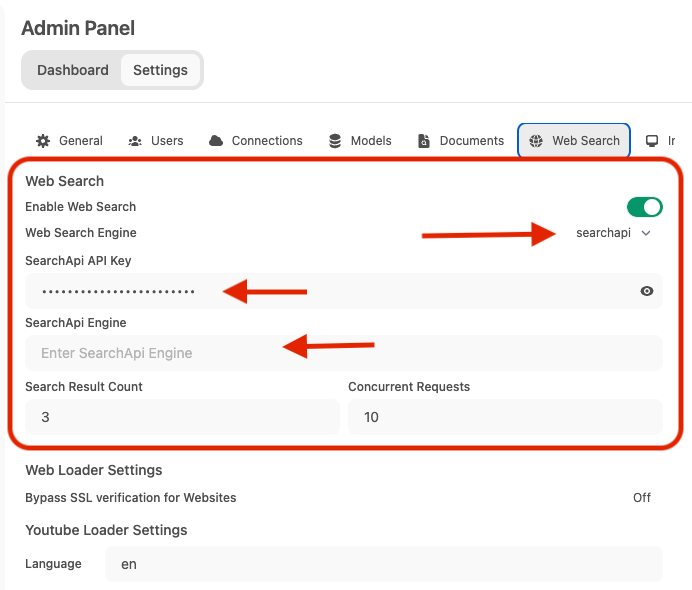 Admin Panel
Dashboard Settings
General Users Connections Models Documents Web Search
Web Search
Enable Web Search
Web Search Engine searchapi
SearchApi API Key
••••••••••••••••••••••••
SearchApi Engine
Enter SearchApi Engine
Search Result Count Concurrent Requests
3 10
Web Loader Settings
Bypass SSL verification for Websites Off
Youtube Loader Settings
Language en